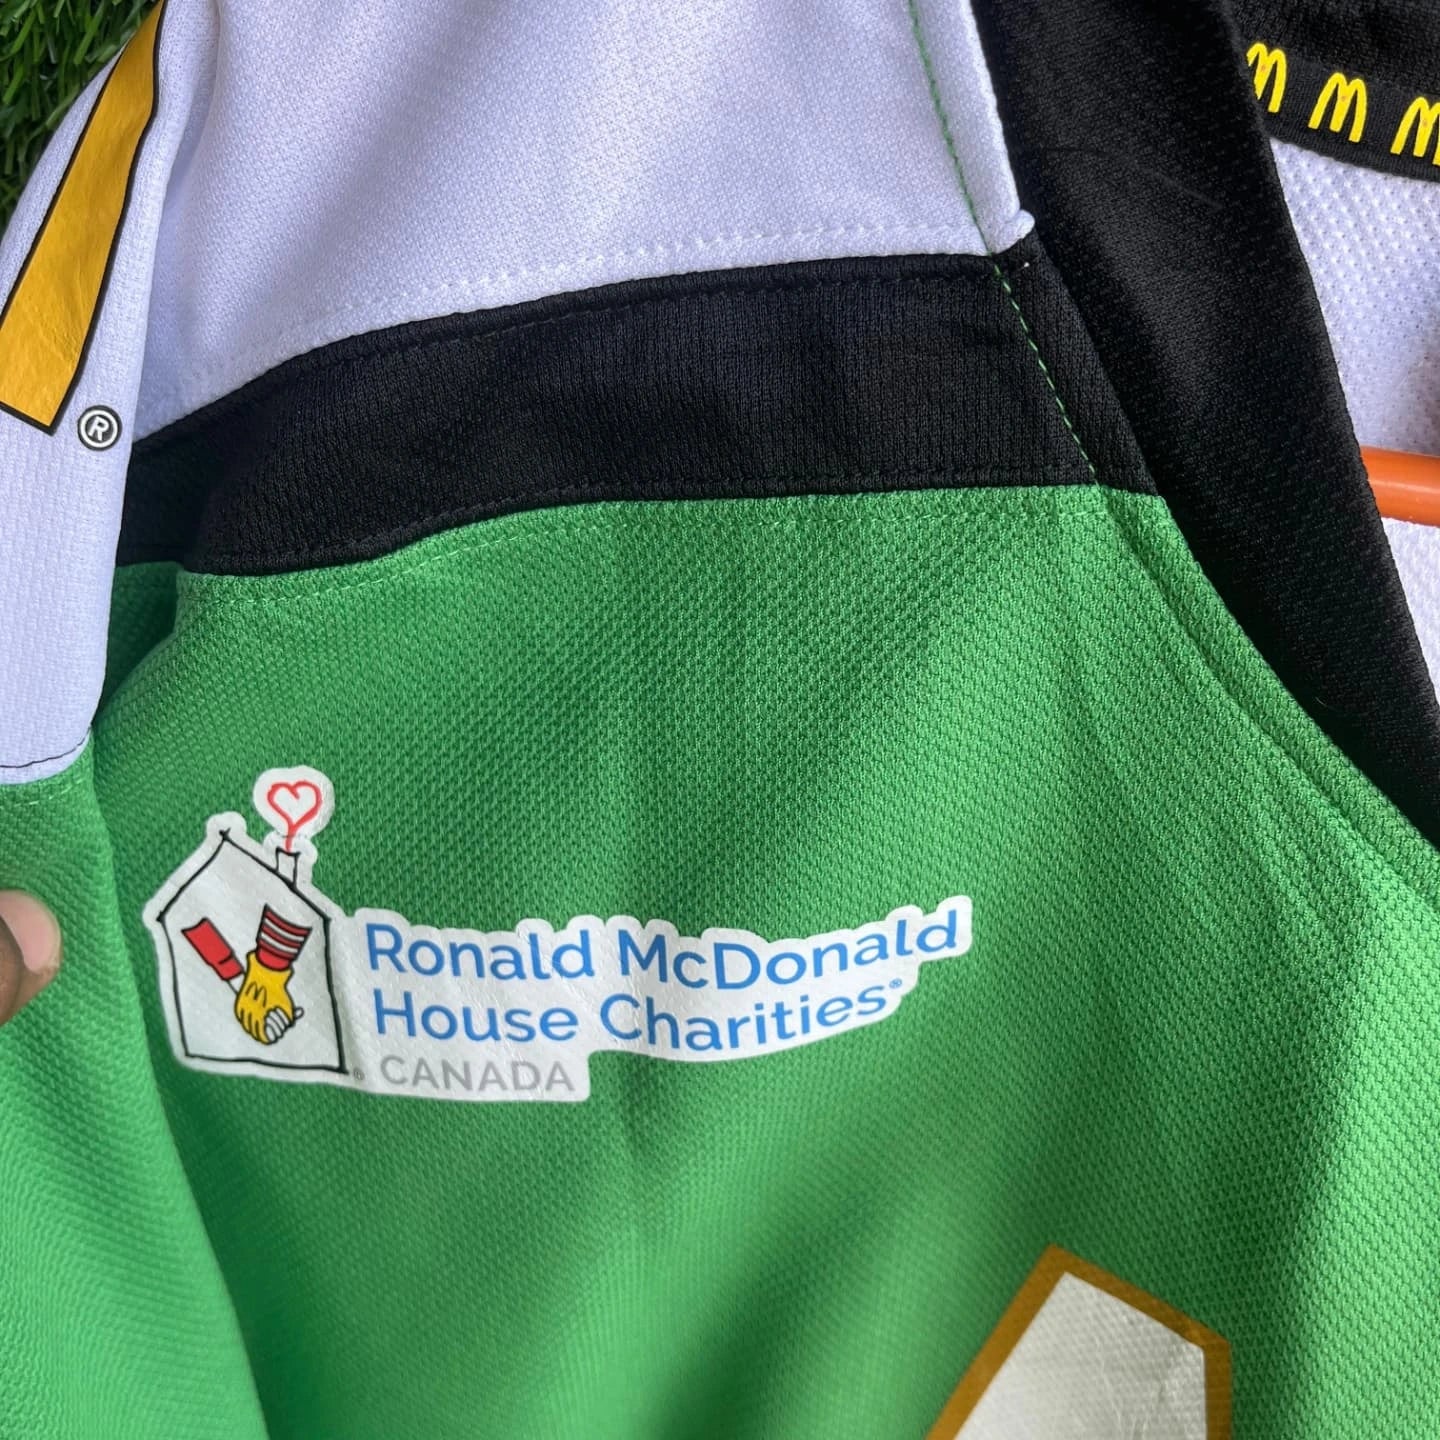 ®
Ronald McDonald
House Charities®
CANADA
®